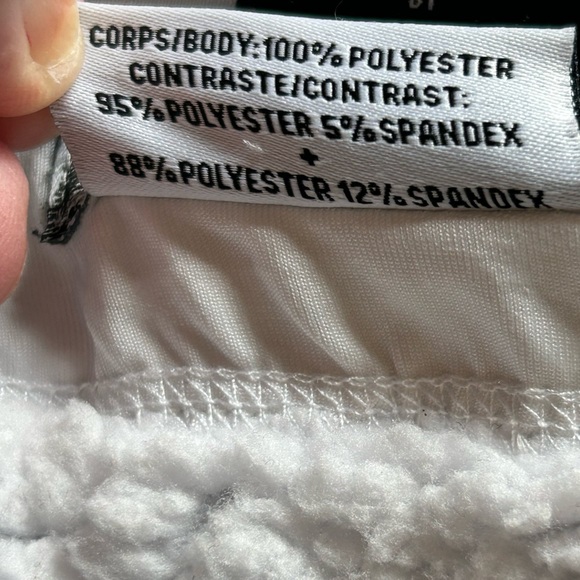 CORPS/BODY:100% POLYESTER
CONTRASTE/CONTRAST:
95% POLYESTER 5% SPANDEX
+
88% POLYESTER 12% SPANDEX